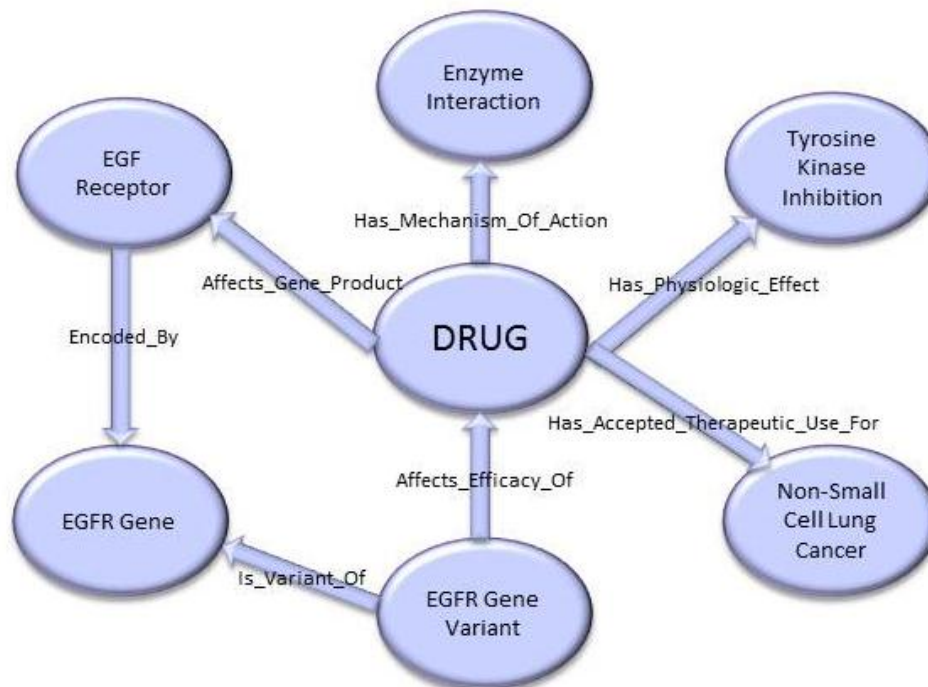 Enzyme
Interaction
EGF
Receptor
Tyrosine
Kinase
Inhibition
Has_Mechanism_Of_Action
Affects_Gene_Product
Has_Physiologic_Effect
Encoded_By
DRUG
Has_Accepted_Therapeutic_Use_For
Affects_Efficacy_Of
EGFR Gene
Non-Small
Cell Lung
Cancer
Is_Variant_Of
EGFR Gene
Variant